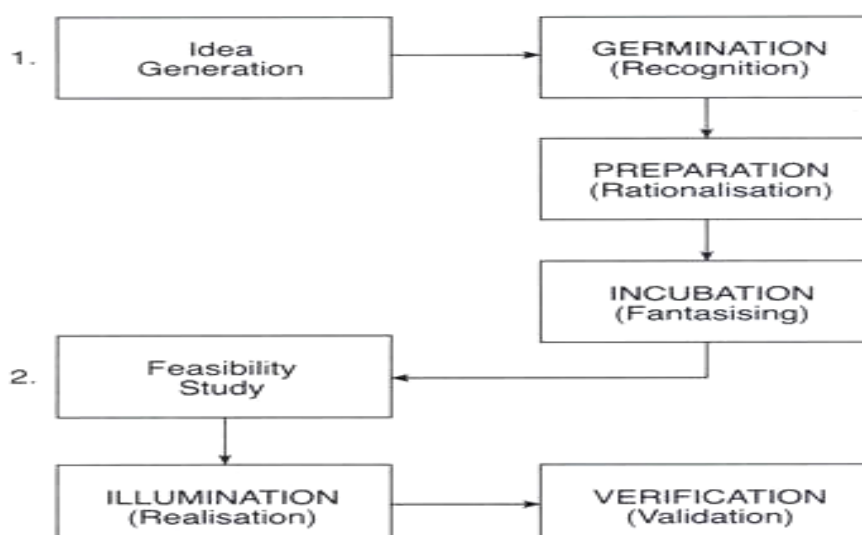 1.
Idea
Generation
GERMINATION
(Recognition)
PREPARATION
(Rationalisation)
INCUBATION
(Fantasising)
2.
Feasibility
Study
ILLUMINATION
(Realisation)
VERIFICATION
(Validation)